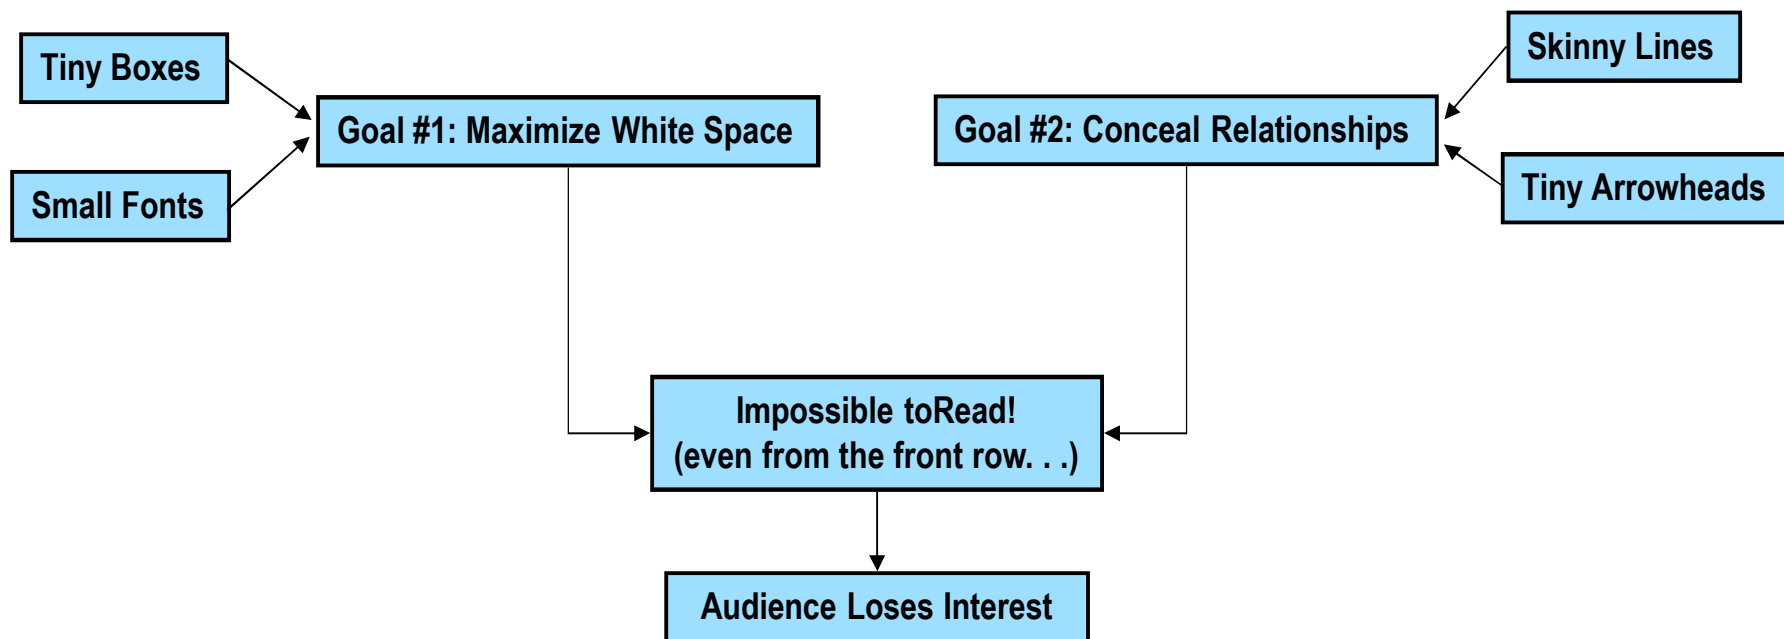 Tiny Boxes
Small Fonts
Goal #1: Maximize White Space
Goal #2: Conceal Relationships
Skinny Lines
Tiny Arrowheads
Impossible toRead!
(even from the front row. . .)
Audience Loses Interest